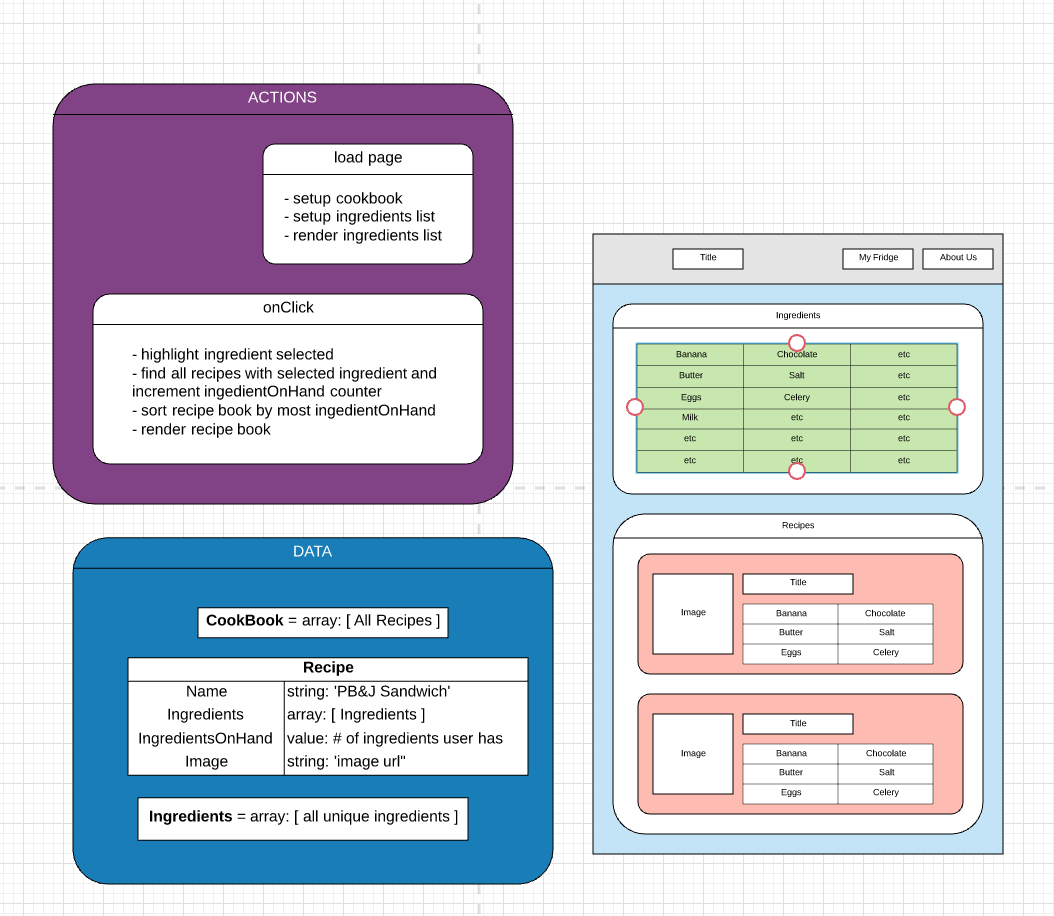 ACTIONS
load page
- setup cookbook
- setup ingredients list
- render ingredients list
onClick
- highlight ingredient selected
- find all recipes with selected ingredient and
increment ingedientOnHand counter
- sort recipe book by most ingedientOnHand
- render recipe book
DATA
CookBook = array: [ All Recipes ]
Recipe
Name string: 'PB&J Sandwich'
Ingredients array: [ Ingredients ]
IngredientsOnHand value: # of ingredients user has
Image string: 'image url"
Ingredients = array: [ all unique ingredients ]
Title My Fridge About Us
Ingredients
Banana Chocolate etc
Butter Salt etc
Eggs Celery etc
Milk etc etc
etc etc etc
etc etc etc
Recipes
Image
Title
Banana Chocolate
Butter Salt
Eggs Celery
Image
Title
Banana Chocolate
Butter Salt
Eggs Celery